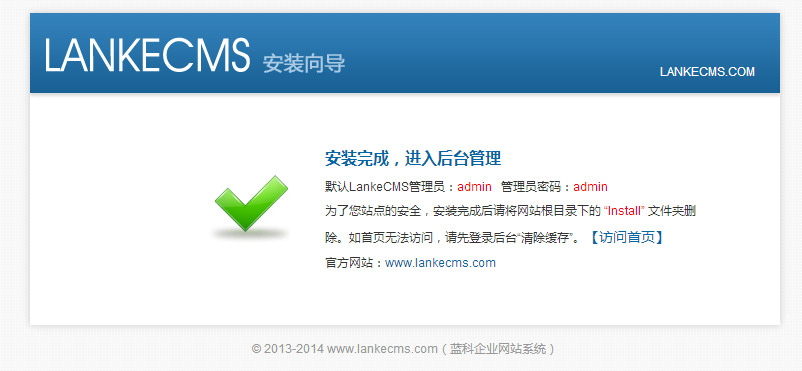 LANKECMS 安装向导
LANKECMS.COM
安装完成，进入后台管理
默认LankeCMS管理员：admin 管理员密码：admin
为了您站点的安全，安装完成后请将网站根目录下的 “Install” 文件夹删
除。如首页无法访问，请先登录后台“清除缓存”。【访问首页】
官方网站：www.lankecms.com
© 2013-2014 www.lankecms.com（蓝科企业网站系统）